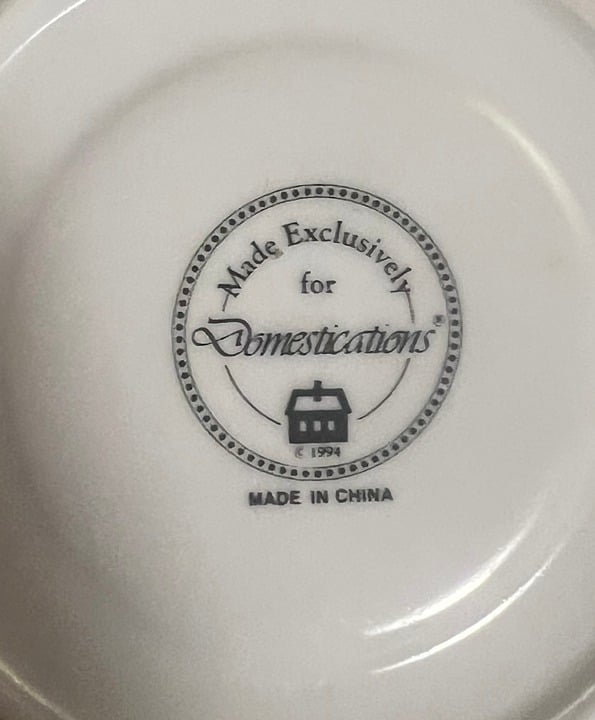 Made Exclusively
for
Domestications®
© 1994
MADE IN CHINA